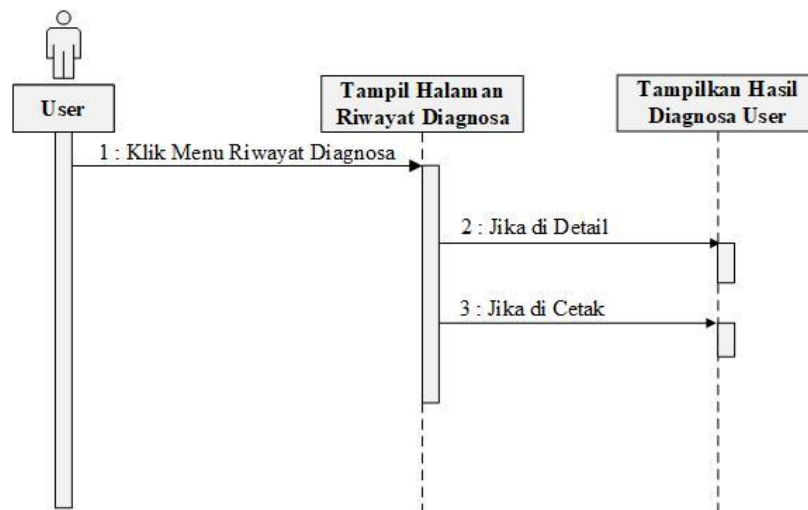 User
Tampil Halaman
Riwayat Diagnosa
Tampilkan Hasil
Diagnosa User
1 : Klik Menu Riwayat Diagnosa
2 : Jika di Detail
3 : Jika di Cetak